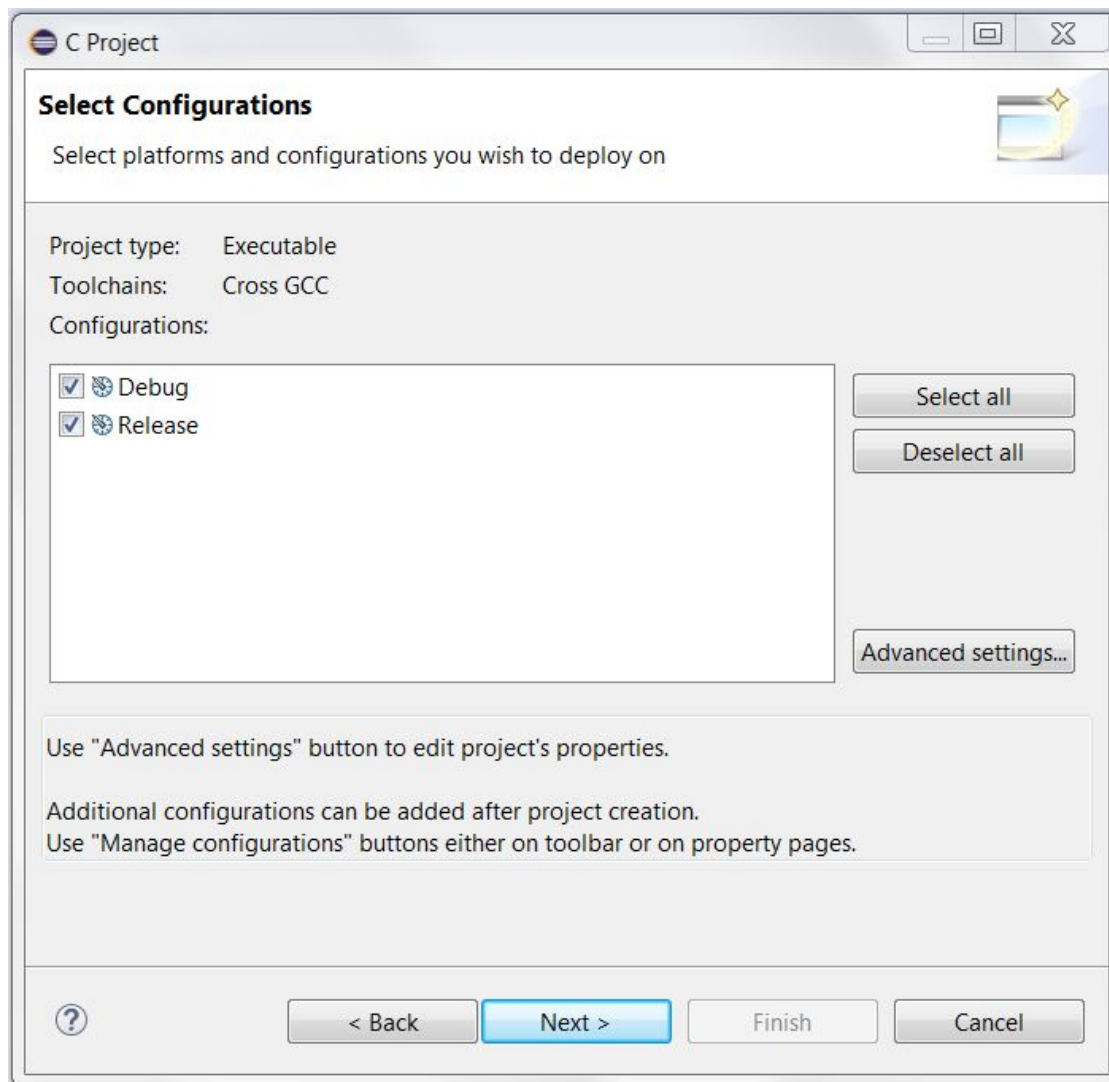 C Project
Select Configurations
Select platforms and configurations you wish to deploy on
Project type: Executable
Toolchains: Cross GCC
Configurations:
Debug
Release
Select all
Deselect all
Advanced settings...
Use "Advanced settings" button to edit project's properties.
Additional configurations can be added after project creation.
Use "Manage configurations" buttons either on toolbar or on property pages.
? < Back Next > Finish Cancel